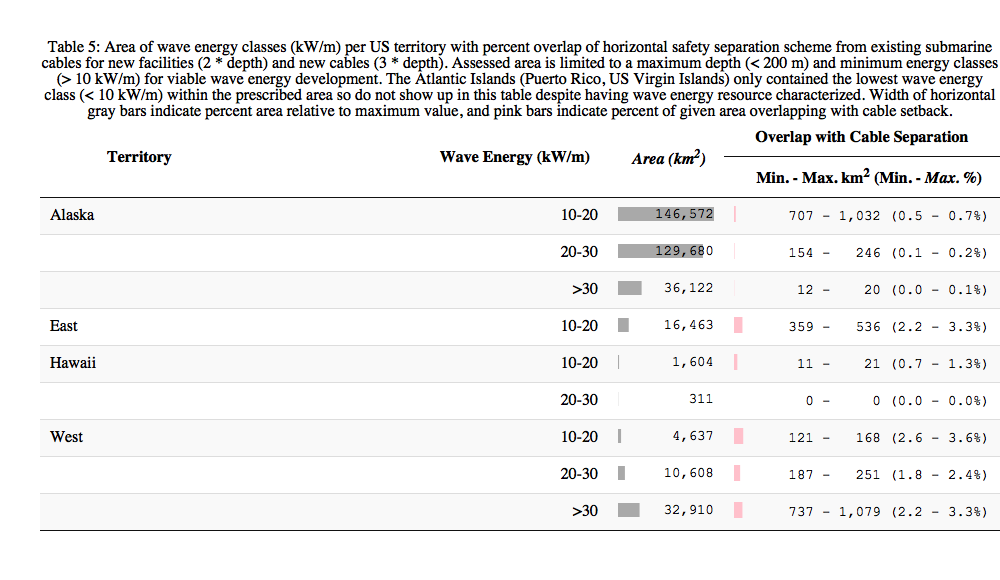 Table 5: Area of wave energy classes (kW/m) per US territory with percent overlap of horizontal safety separation scheme from existing submarine
cables for new facilities (2 * depth) and new cables (3 * depth). Assessed area is limited to a maximum depth (< 200 m) and minimum energy classes
(> 10 kW/m) for viable wave energy development. The Atlantic Islands (Puerto Rico, US Virgin Islands) only contained the lowest wave energy
class (< 10 kW/m) within the prescribed area so do not show up in this table despite having wave energy resource characterized. Width of horizontal
gray bars indicate percent area relative to maximum value, and pink bars indicate percent of given area overlapping with cable setback.
Overlap with Cable Separation
Territory Wave Energy (kW/m) Area (km²)
Min. - Max. km² (Min. - Max. %)
Alaska 10-20 146,572 707 - 1,032 (0.5 - 0.7%)
20-30 129,680 154 - 246 (0.1 - 0.2%)
>30 36,122 12 - 20 (0.0 - 0.1%)
East 10-20 16,463 359 - 536 (2.2 - 3.3%)
Hawaii 10-20 1,604 11 - 21 (0.7 - 1.3%)
20-30 311 0 - 0 (0.0 - 0.0%)
West 10-20 4,637 121 - 168 (2.6 - 3.6%)
20-30 10,608 187 - 251 (1.8 - 2.4%)
>30 32,910 737 - 1,079 (2.2 - 3.3%)